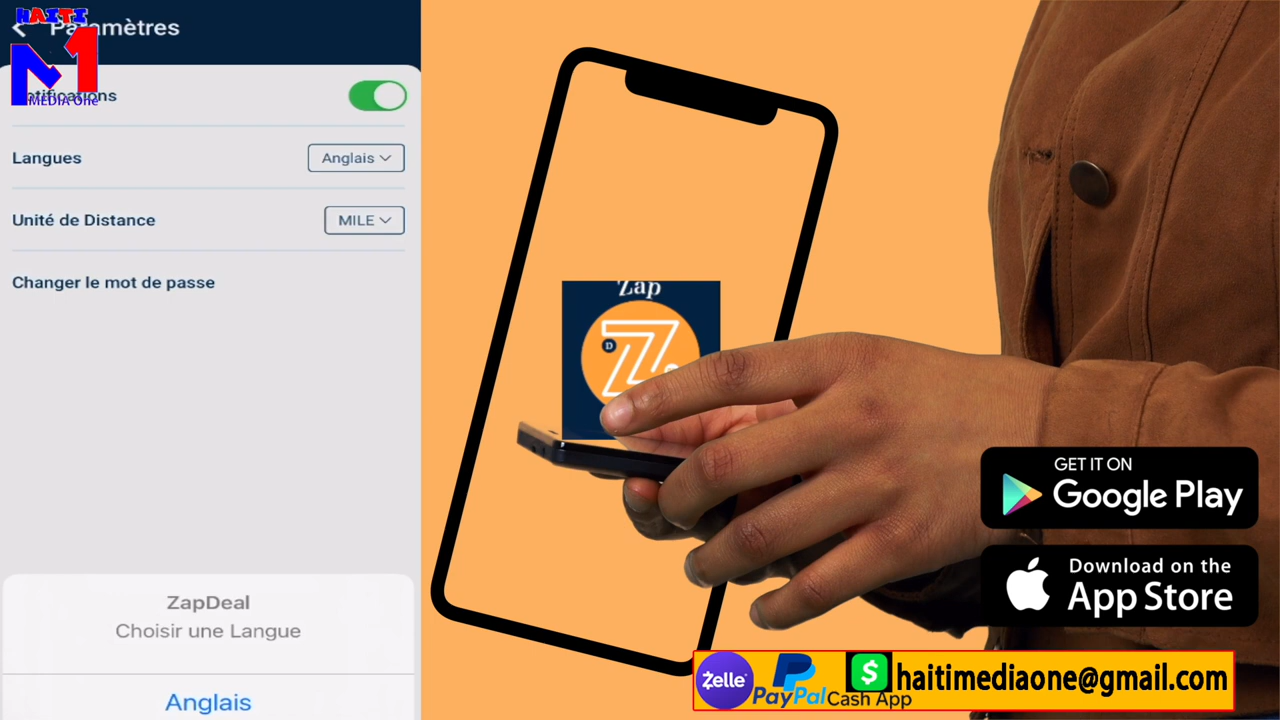 HAITI
M1
MEDIA One
Paramètres
Notifications
Langues
Anglais
Unité de Distance
MILE
Changer le mot de passe
ZapDeal
Choisir une Langue
Anglais
Zap
D
Z
GET IT ON
Google Play
Download on the
App Store
Zelle
PayPal
$
Cash App
haitimediaone@gmail.com